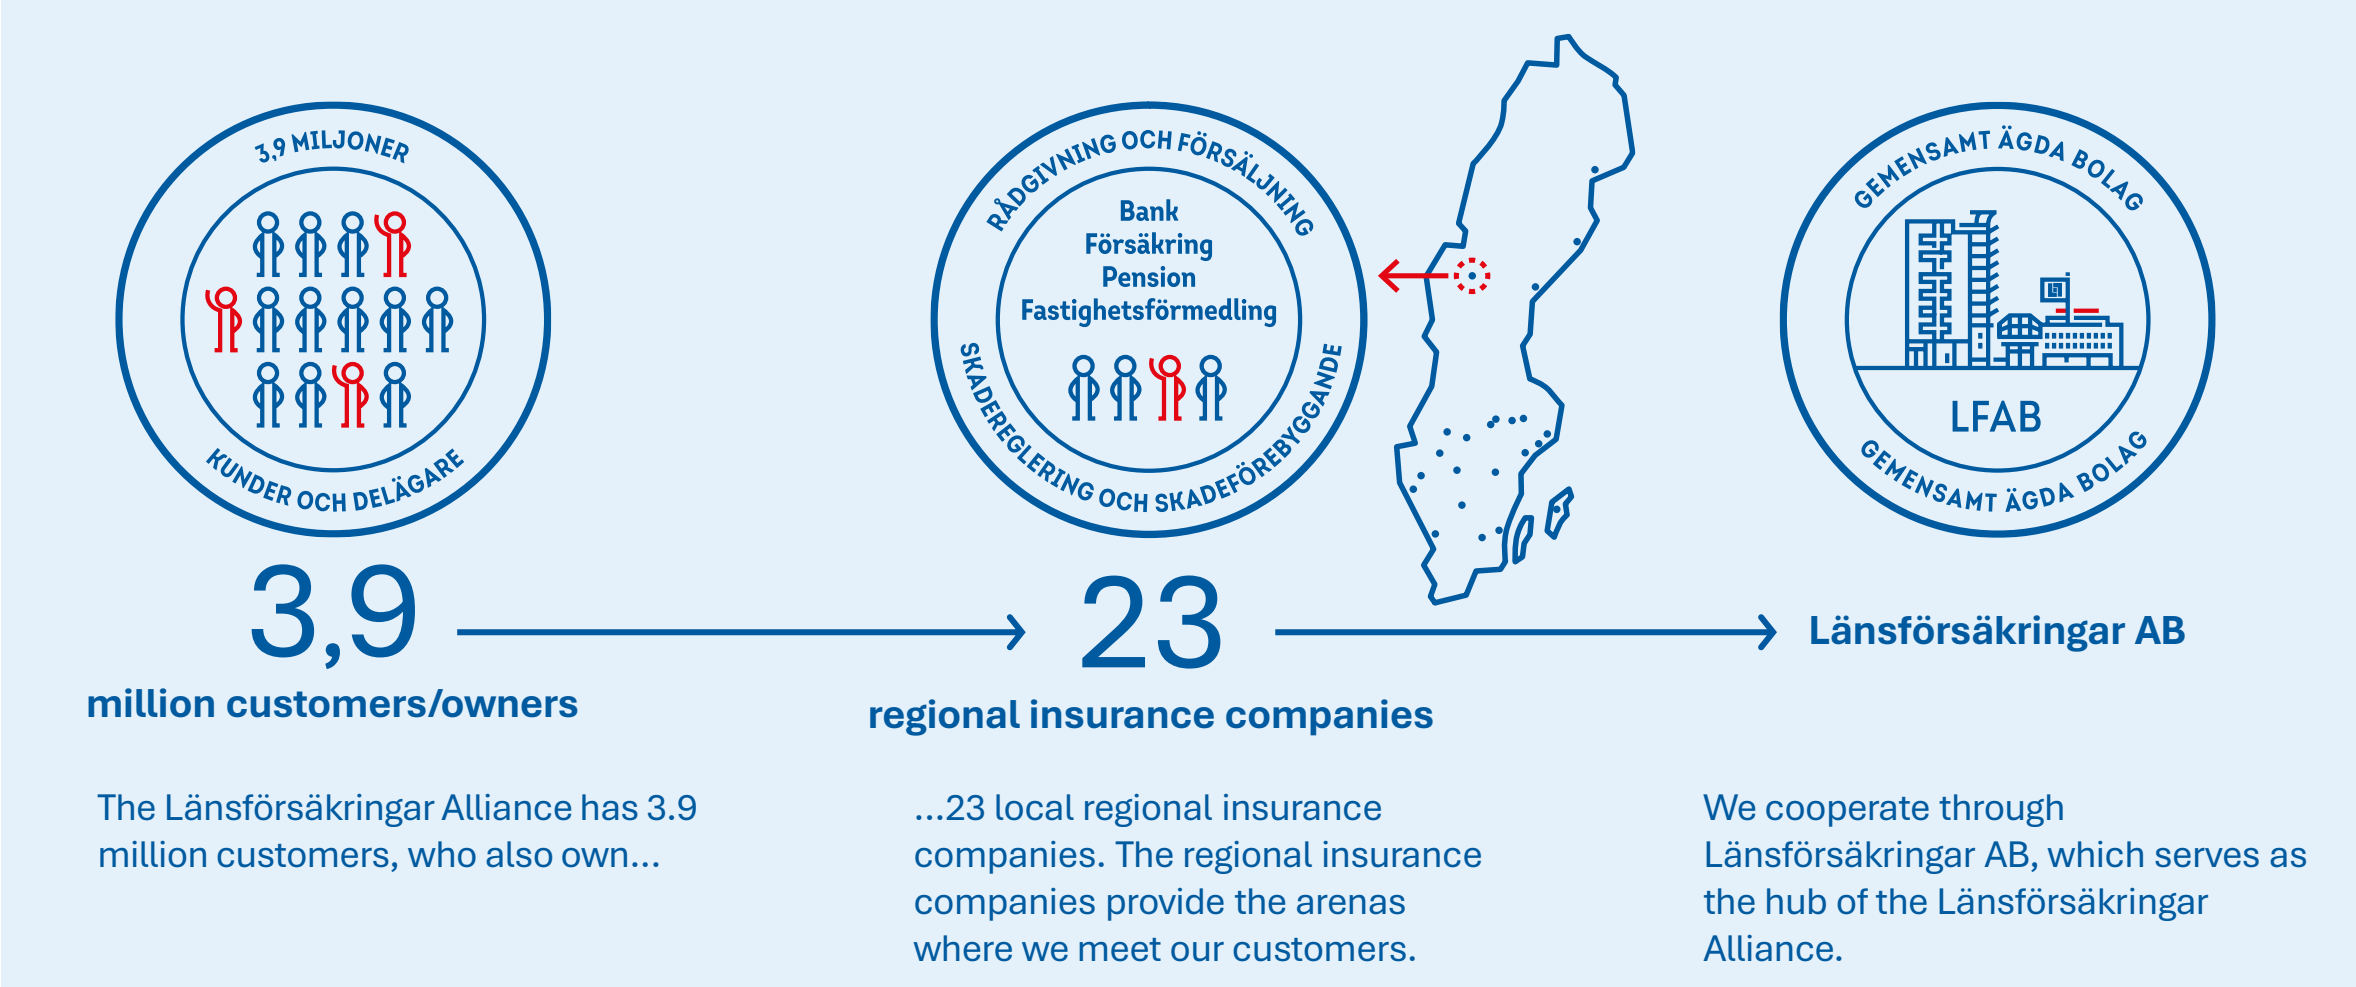 3,9 MILJONER
KUNDER OCH DELÄGARE
3,9
million customers/owners
The Länsförsäkringar Alliance has 3.9
million customers, who also own...
RÅDGIVNING OCH FÖRSÄLJNING
Bank
Försäkring
Pension
Fastighetsförmedling
SKADEREGLERING OCH SKADEFÖREBYGGANDE
23
regional insurance companies
...23 local regional insurance
companies. The regional insurance
companies provide the arenas
where we meet our customers.
GEMENSAMT ÄGDA BOLAG
LFAB
GEMENSAMT ÄGDA BOLAG
Länsförsäkringar AB
We cooperate through
Länsförsäkringar AB, which serves as
the hub of the Länsförsäkringar
Alliance.